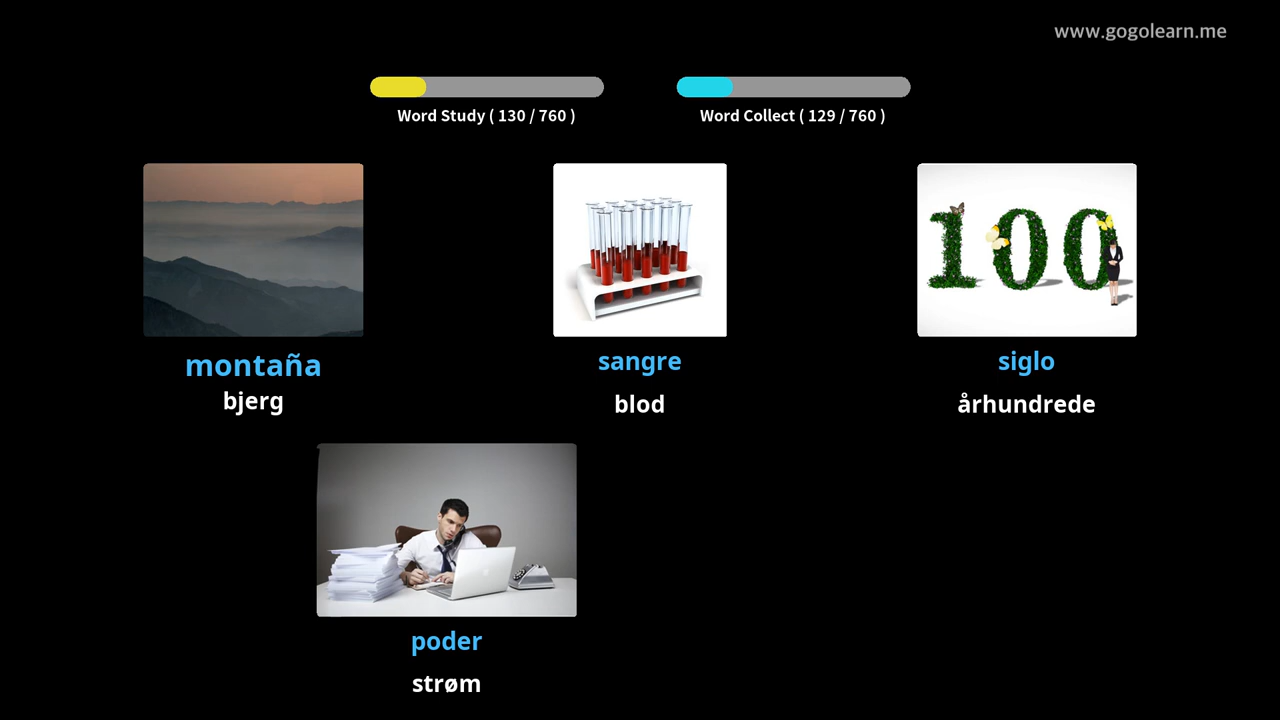 www.gogolearn.me
Word Study ( 130 / 760 )
Word Collect ( 129 / 760 )
montaña
bjerg
sangre
blod
siglo
århundrede
100
poder
strøm